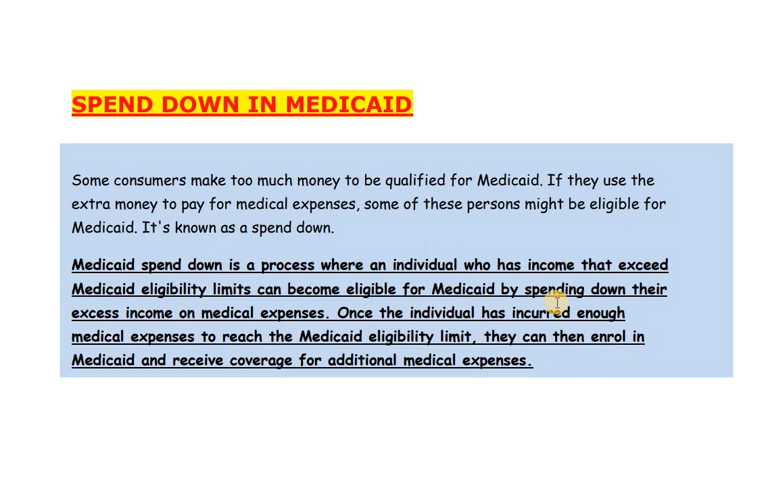 SPEND DOWN IN MEDICAID
Some consumers make too much money to be qualified for Medicaid. If they use the
extra money to pay for medical expenses, some of these persons might be eligible for
Medicaid. It's known as a spend down.
Medicaid spend down is a process where an individual who has income that exceed
Medicaid eligibility limits can become eligible for Medicaid by spending down their
excess income on medical expenses. Once the individual has incurred enough
medical expenses to reach the Medicaid eligibility limit, they can then enrol in
Medicaid and receive coverage for additional medical expenses.